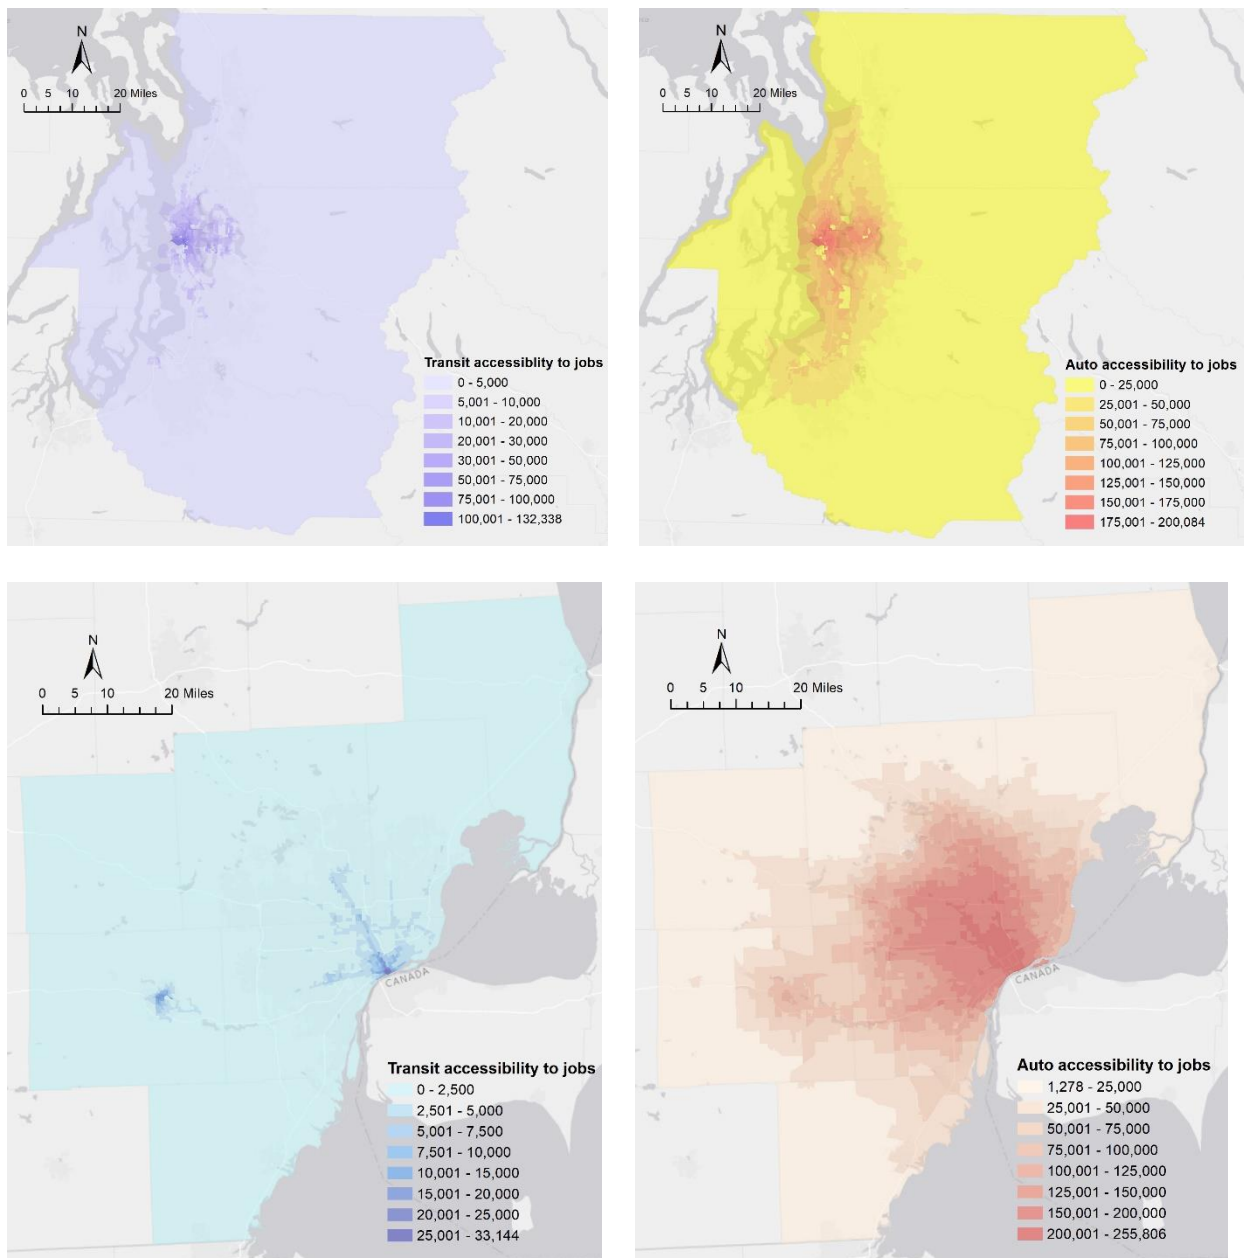 N
0 5 10 20 Miles
Transit accessiblity to jobs
0 - 5,000
5,001 - 10,000
10,001 - 20,000
20,001 - 30,000
30,001 - 50,000
50,001 - 75,000
75,001 - 100,000
100,001 - 132,338
N
0 5 10 20 Miles
Auto accessibility to jobs
0 - 25,000
25,001 - 50,000
50,001 - 75,000
75,001 - 100,000
100,001 - 125,000
125,001 - 150,000
150,001 - 175,000
175,001 - 200,084
N
0 5 10 20 Miles
CANADA
Transit accessibility to jobs
0 - 2,500
2,501 - 5,000
5,001 - 7,500
7,501 - 10,000
10,001 - 15,000
15,001 - 20,000
20,001 - 25,000
25,001 - 33,144
N
0 5 10 20 Miles
CANADA
Auto accessibility to jobs
1,278 - 25,000
25,001 - 50,000
50,001 - 75,000
75,001 - 100,000
100,001 - 125,000
125,001 - 150,000
150,001 - 200,000
200,001 - 255,806